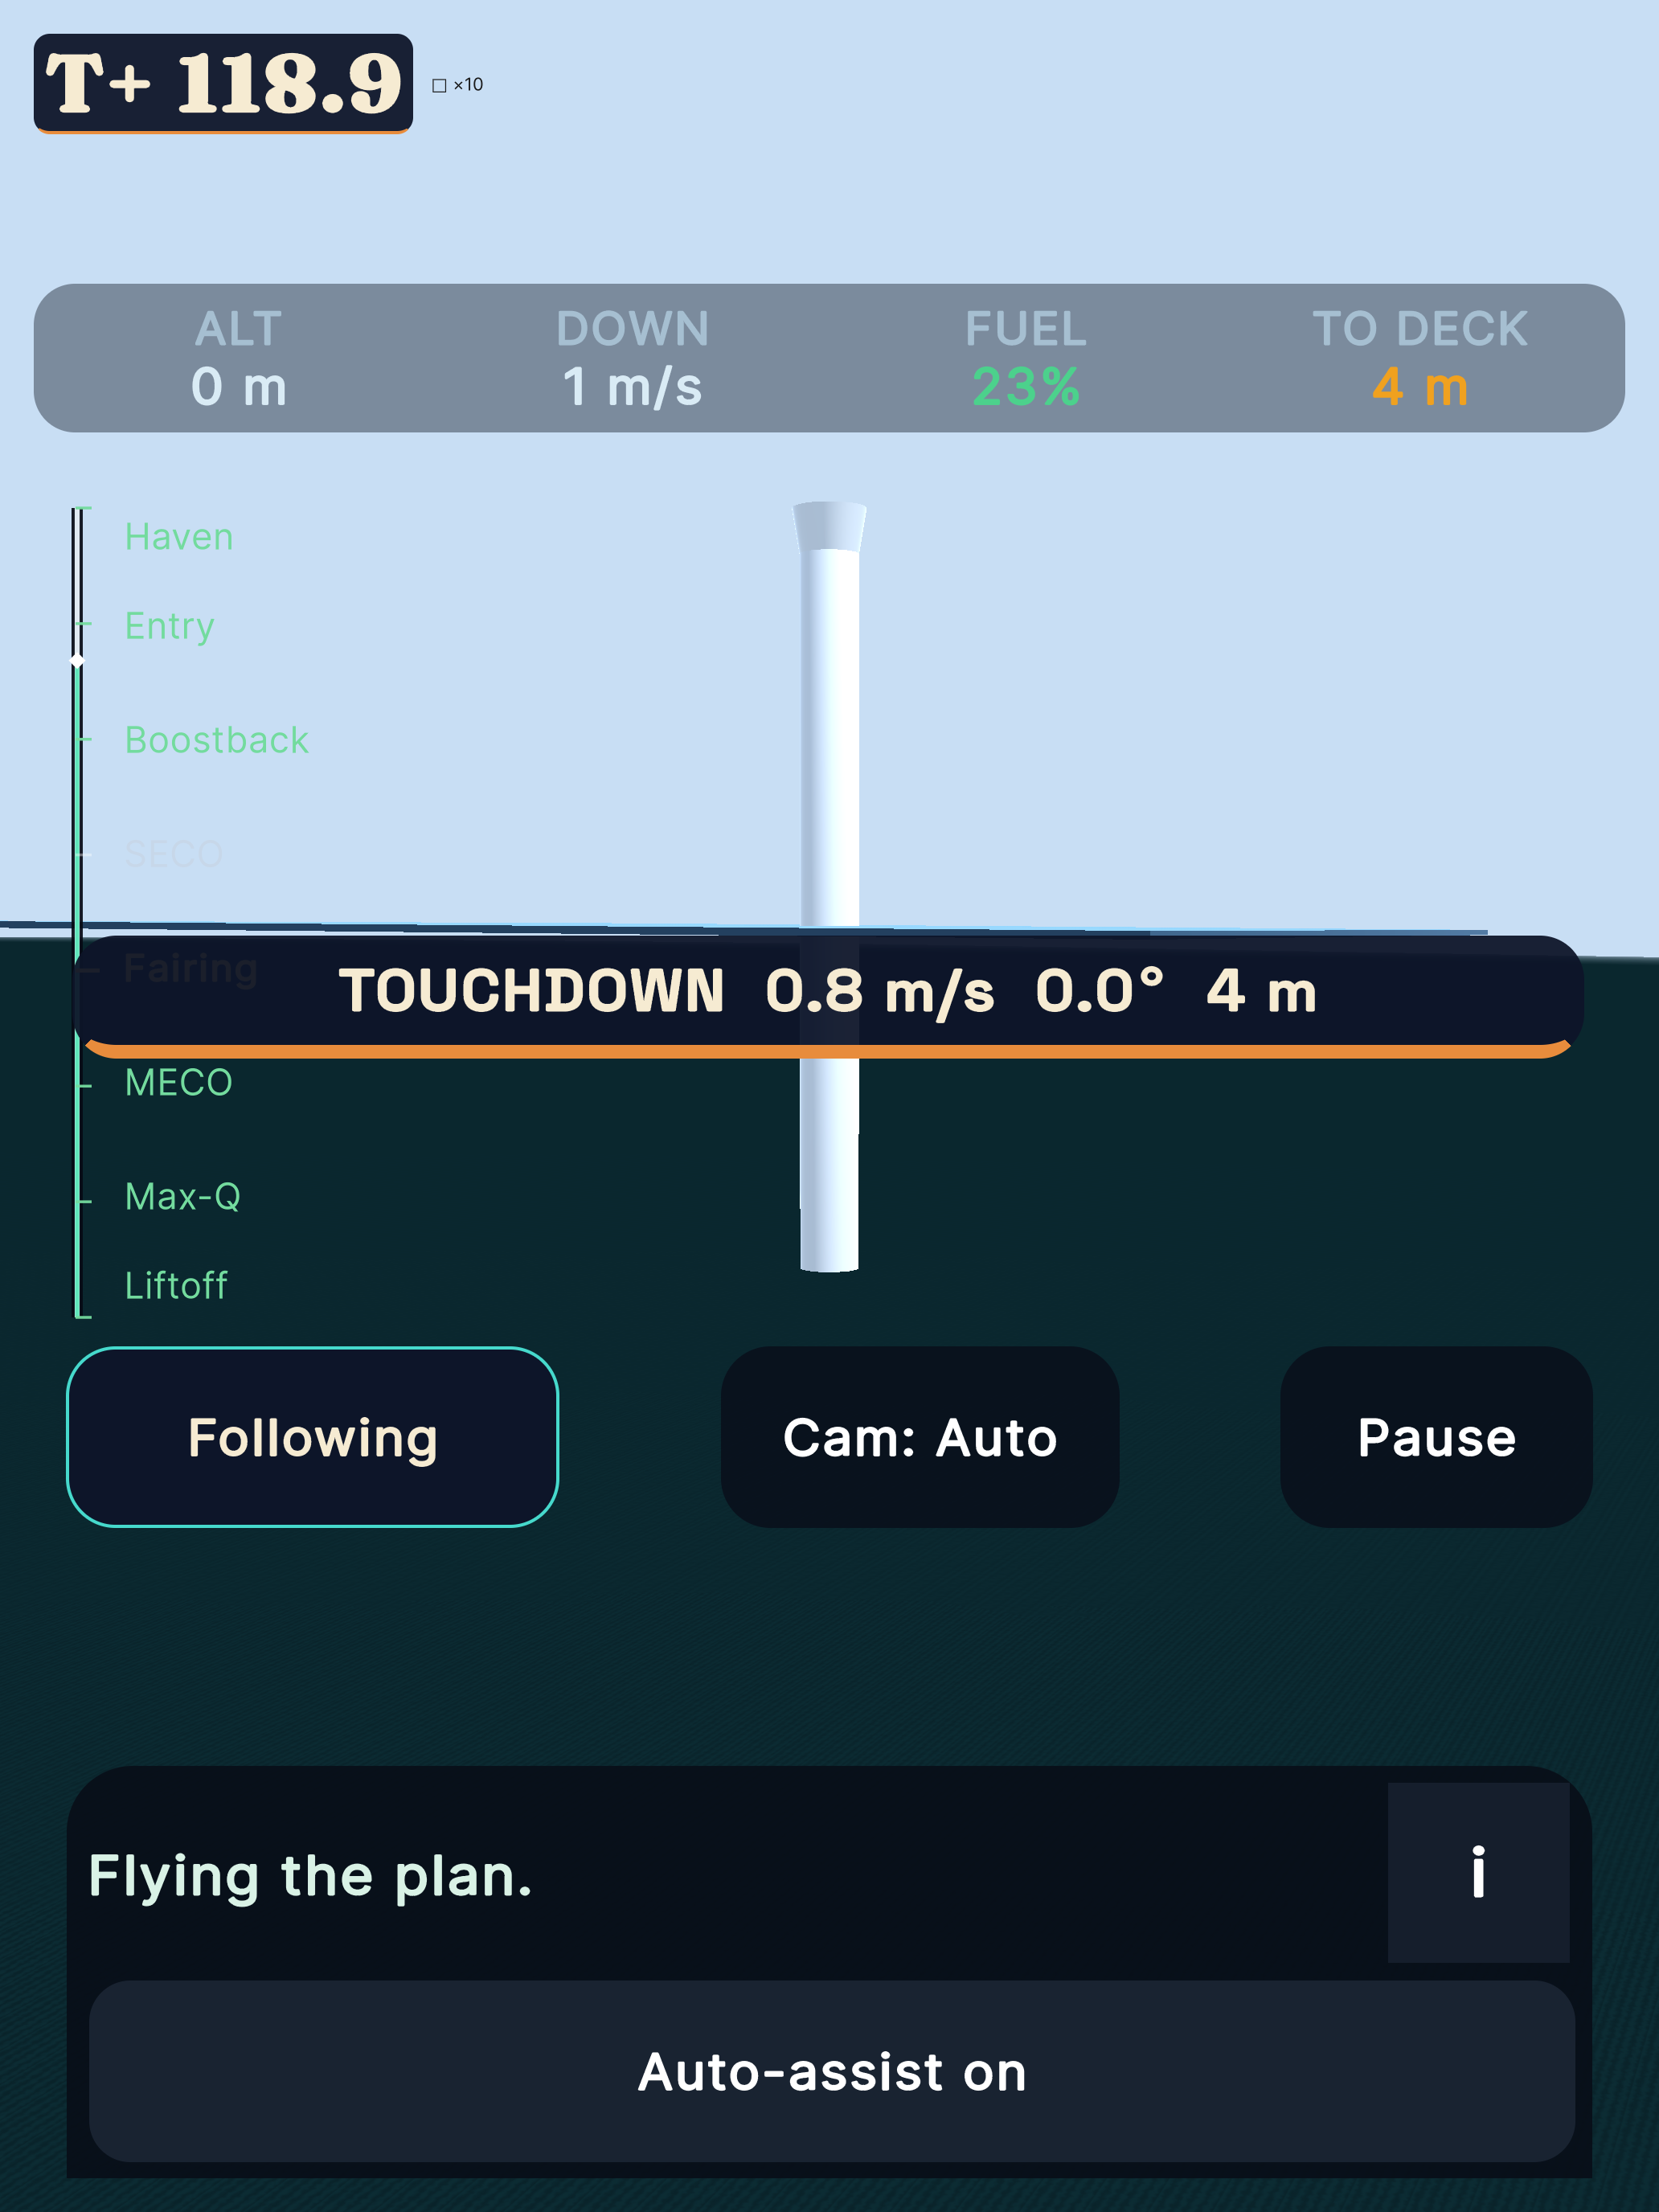 T+ 118.9
□ ×10
ALT DOWN FUEL TO DECK
0 m 1 m/s 23% 4 m
Haven
Entry
Boostback
SECO
Fairing
TOUCHDOWN 0.8 m/s 0.0° 4 m
MECO
Max-Q
Liftoff
Following Cam: Auto Pause
Flying the plan. i
Auto-assist on